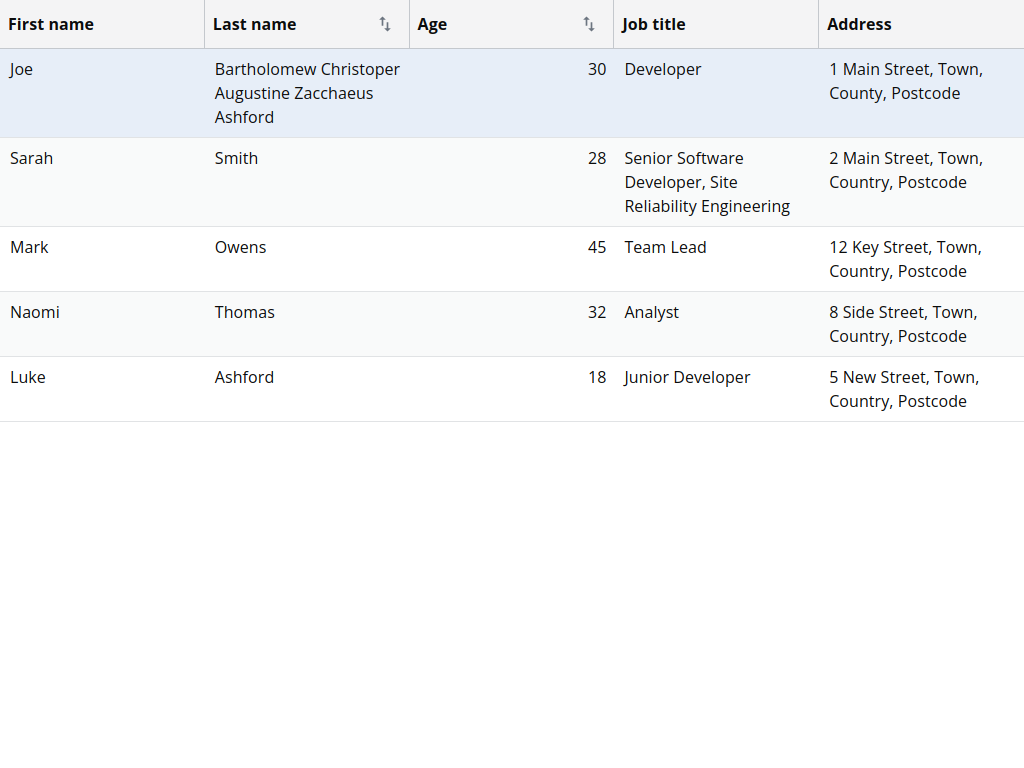 First name Last name Age Job title Address
Joe Bartholomew Christoper 30 Developer 1 Main Street, Town,
Augustine Zacchaeus County, Postcode
Ashford
Sarah Smith 28 Senior Software 2 Main Street, Town,
Developer, Site Country, Postcode
Reliability Engineering
Mark Owens 45 Team Lead 12 Key Street, Town,
Country, Postcode
Naomi Thomas 32 Analyst 8 Side Street, Town,
Country, Postcode
Luke Ashford 18 Junior Developer 5 New Street, Town,
Country, Postcode